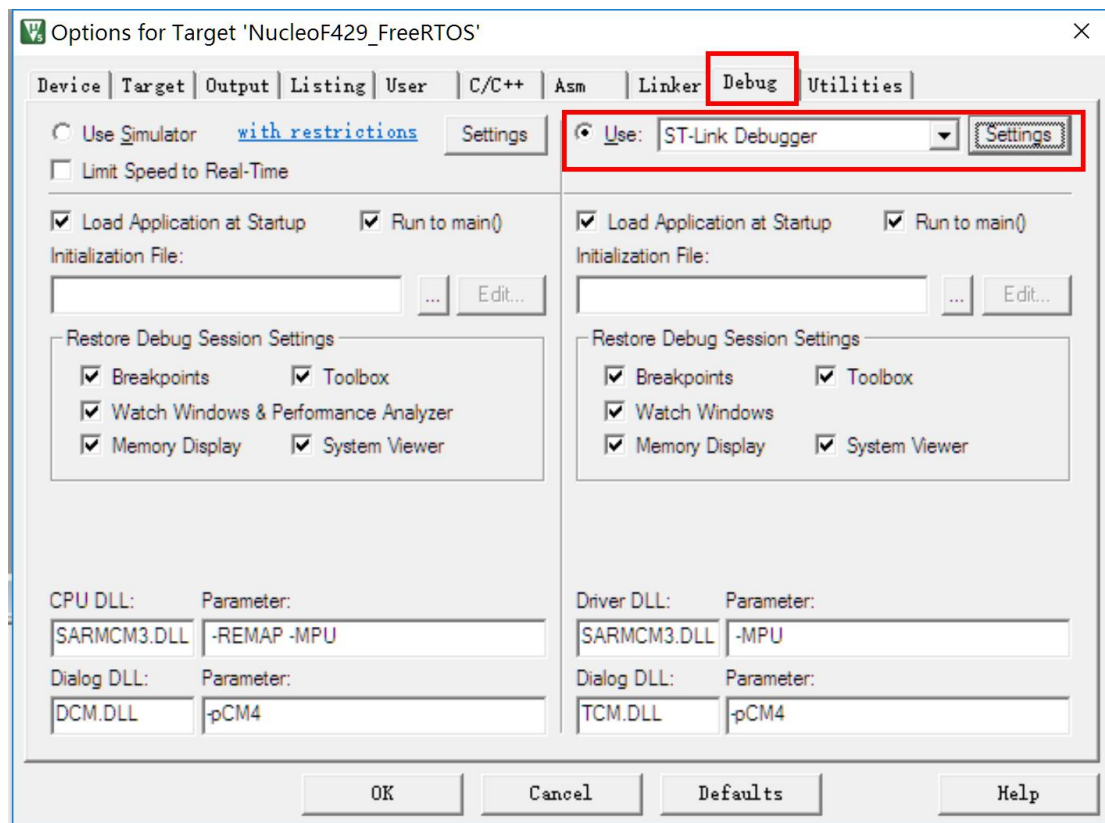 Options for Target 'NucleoF429_FreeRTOS'
Device Target Output Listing User C/C++ Asm Linker Debug Utilities
Use Simulator with restrictions Settings
Limit Speed to Real-Time
Use: ST-Link Debugger Settings
Load Application at Startup Run to main()
Initialization File:
... Edit...
Restore Debug Session Settings
Breakpoints Toolbox
Watch Windows & Performance Analyzer
Memory Display System Viewer
Load Application at Startup Run to main()
Initialization File:
... Edit...
Restore Debug Session Settings
Breakpoints Toolbox
Watch Windows
Memory Display System Viewer
CPU DLL: Parameter:
SARMCM3.DLL -REMAP -MPU
Dialog DLL: Parameter:
DCM.DLL -pCM4
Driver DLL: Parameter:
SARMCM3.DLL -MPU
Dialog DLL: Parameter:
TCM.DLL -pCM4
OK Cancel Defaults Help